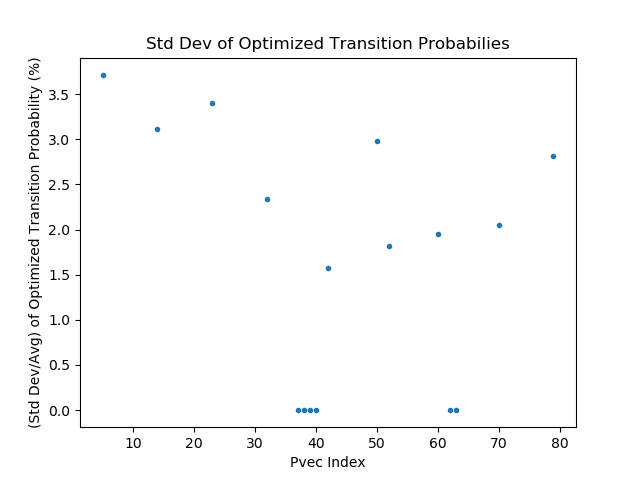 Std Dev of Optimized Transition Probabilies
(Std Dev/Avg) of Optimized Transition Probability (%)
3.5
3.0
2.5
2.0
1.5
1.0
0.5
0.0
10 20 30 40 50 60 70 80
Pvec Index